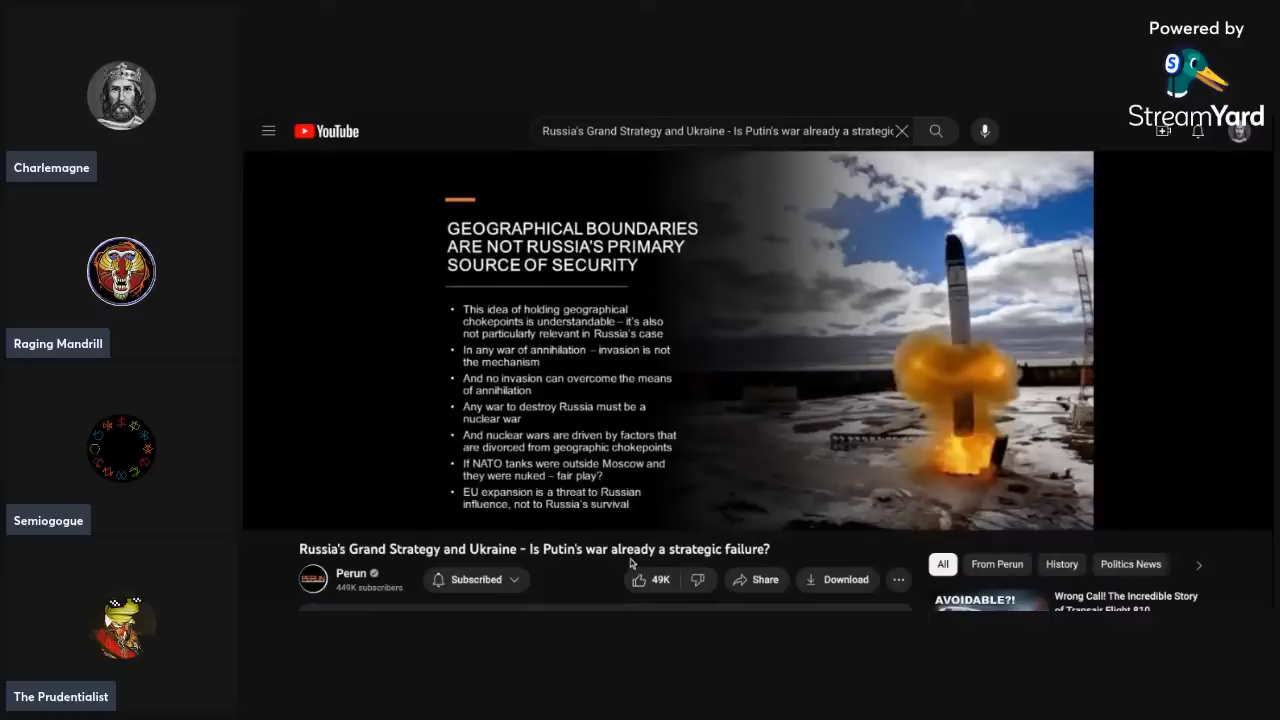 Powered by
S
StreamYard
Charlemagne
Raging Mandrill
Semiogogue
The Prudentialist
YouTube
Russia's Grand Strategy and Ukraine - Is Putin's war already a strategic
GEOGRAPHICAL BOUNDARIES
ARE NOT RUSSIA'S PRIMARY
SOURCE OF SECURITY
• This idea of holding geographical
chokepoints is understandable – it's also
not particularly relevant in Russia's case
• In any war of annihilation – invasion is not
the mechanism
• And no invasion can overcome the means
of annihilation
• Any war to destroy Russia must be a
nuclear war
• And nuclear wars are driven by factors that
are divorced from geographic chokepoints
• If NATO tanks were outside Moscow and
they were nuked – fair play?
• EU expansion is a threat to Russian
influence, not to Russia's survival
Russia's Grand Strategy and Ukraine - Is Putin's war already a strategic failure?
PERUN
Perun
449K subscribers
Subscribed
49K
Share
Download
All
From Perun
Politics News
AVOIDABLE?!
Wrong Call! The Incredible Story
of Transair Flight 810